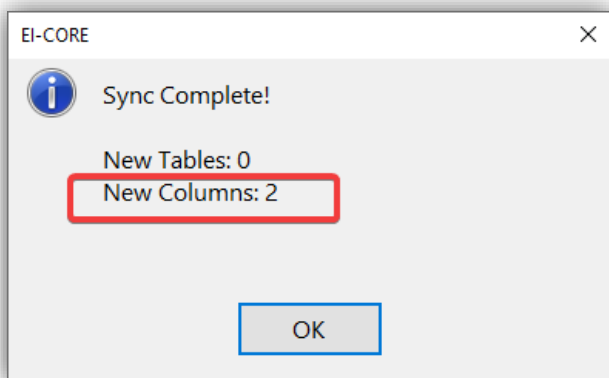 EI-CORE
Sync Complete!
New Tables: 0
New Columns: 2
OK